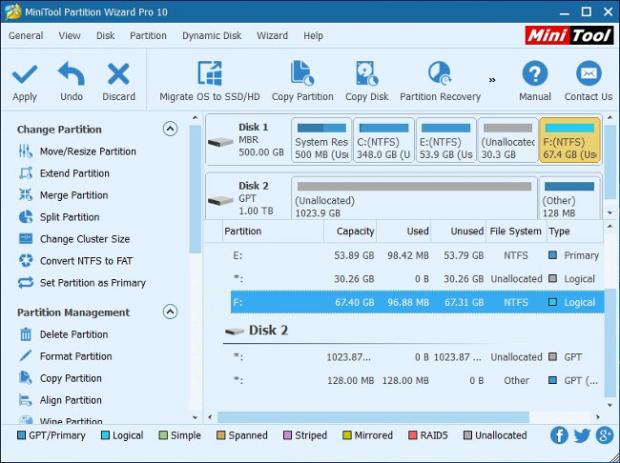 MiniTool Partition Wizard Pro 10
General View Disk Partition Dynamic Disk Wizard Help
Mini Tool
Apply Undo Discard Migrate OS to SSD/HD Copy Partition Copy Disk Partition Recovery » Manual Contact Us
Change Partition
Move/Resize Partition
Extend Partition
Merge Partition
Split Partition
Change Cluster Size
Convert NTFS to FAT
Set Partition as Primary
Partition Management
Delete Partition
Format Partition
Copy Partition
Align Partition
Wipe Partition
Disk 1
MBR
500.00 GB
System Res
500 MB (Use
C:(NTFS)
348.0 GB (U
E:(NTFS)
53.9 GB (Us
(Unallocated
30.3 GB
F:(NTFS)
67.4 GB (Us
Disk 2
GPT
1.00 TB
(Unallocated)
1023.9 GB
(Other)
128 MB
Partition Capacity Used Unused File System Type
E: 53.89 GB 98.42 MB 53.79 GB NTFS Primary
*: 30.26 GB 0 B 30.26 GB Unallocated Logical
F: 67.40 GB 96.88 MB 67.31 GB NTFS Logical
Disk 2
*: 1023.87... 0 B 1023.87 ... Unallocated GPT
*: 128.00 MB 128.00 MB 0 B Other GPT (...
GPT/Primary Logical Simple Spanned Striped Mirrored RAID5 Unallocated